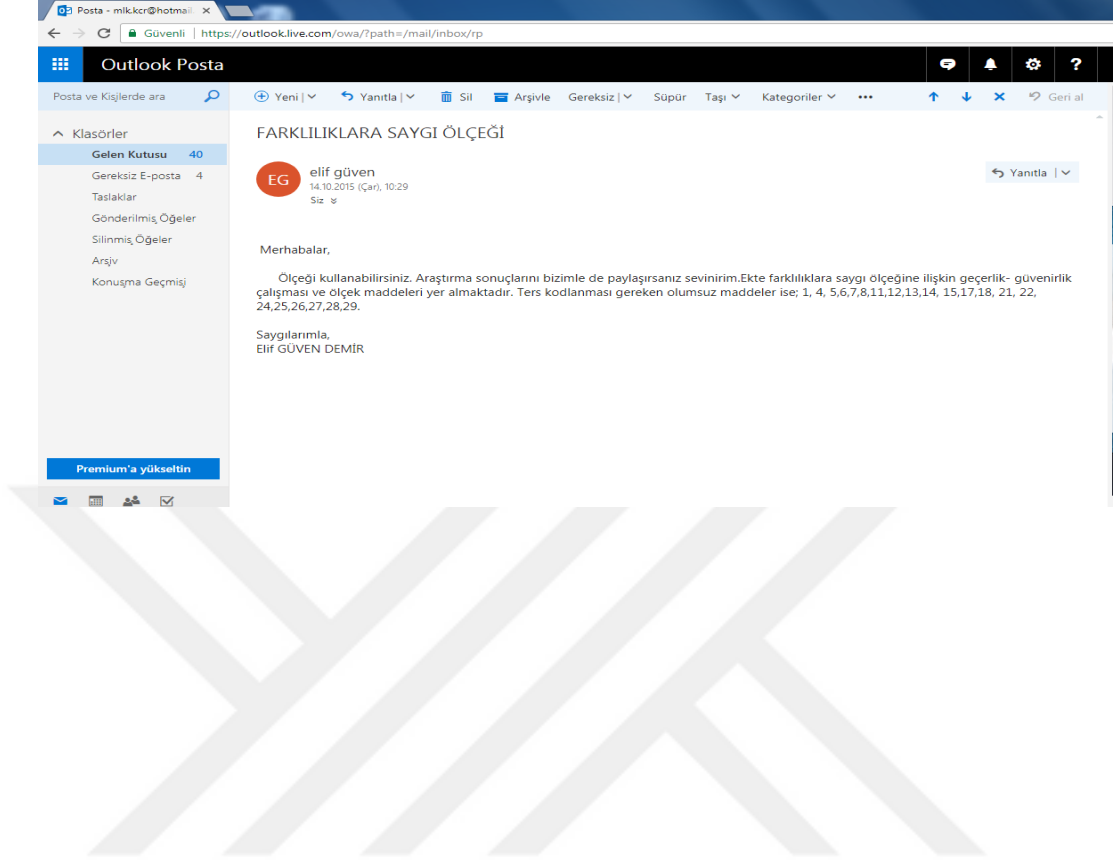 Posta - mlk.kcr@hotmail
Güvenli | https://outlook.live.com/owa/?path=/mail/inbox/rp
Outlook Posta
Posta ve Kişilerde ara Yeni | Yanıtla | Sil Arşivle Gereksiz | Süpür Taşı Kategoriler ••• Geri al
Klasörler
Gelen Kutusu 40
Gereksiz E-posta 4
Taslaklar
Gönderilmiş Öğeler
Silinmiş Öğeler
Arşiv
Konuşma Geçmişi
Premium'a yükseltin
FARKLILIKLARA SAYGI ÖLÇEĞİ
EG
elif güven
14.10.2015 (Çar), 10:29
Siz
Yanıtla |
Merhabalar,
Ölçeği kullanabilirsiniz. Araştırma sonuçlarını bizimle de paylaşırsanız sevinirim.Ekte farklılıklara saygı ölçeğine ilişkin geçerlik- güvenirlik
çalışması ve ölçek maddeleri yer almaktadır. Ters kodlanması gereken olumsuz maddeler ise; 1, 4, 5,6,7,8,11,12,13,14, 15,17,18, 21, 22,
24,25,26,27,28,29.
Saygılarımla,
Elif GÜVEN DEMİR